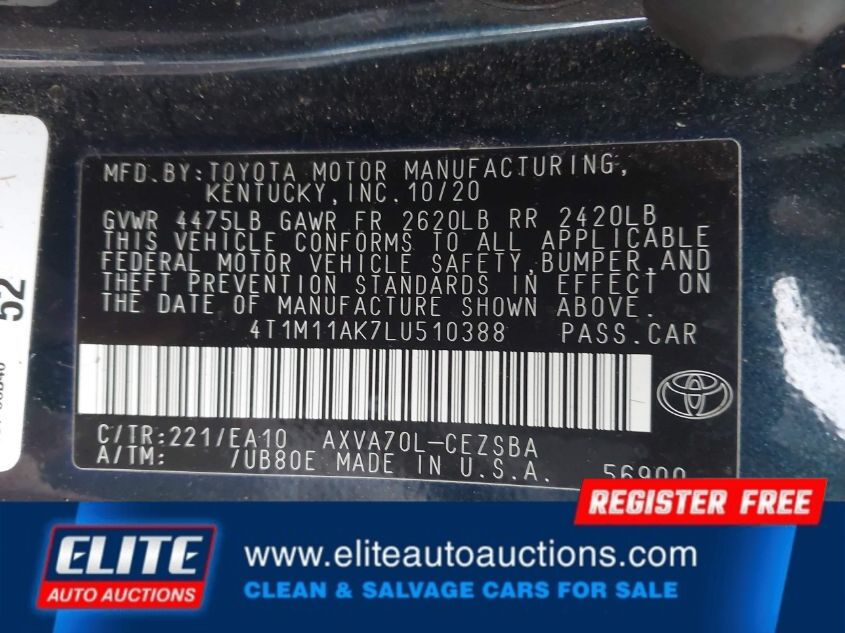 52
MFD.BY:TOYOTA MOTOR MANUFACTURING,
KENTUCKY,INC.10/20
GVWR 4475LB GAWR FR 2620LB RR 2420LB
THIS VEHICLE CONFORMS TO ALL APPLICABLE
FEDERAL MOTOR VEHICLE SAFETY,BUMPER,AND
THEFT PREVENTION STANDARDS IN EFFECT ON
THE DATE OF MANUFACTURE SHOWN ABOVE.
4T1M11AK7LU510388 PASS.CAR
C/TR:221/EA10 AXVA70L-CEZSBA
A/TM: /UB80E MADE IN U.S.A.
56900
REGISTER FREE
ELITE
AUTO AUCTIONS
www.eliteautoauctions.com
CLEAN & SALVAGE CARS FOR SALE